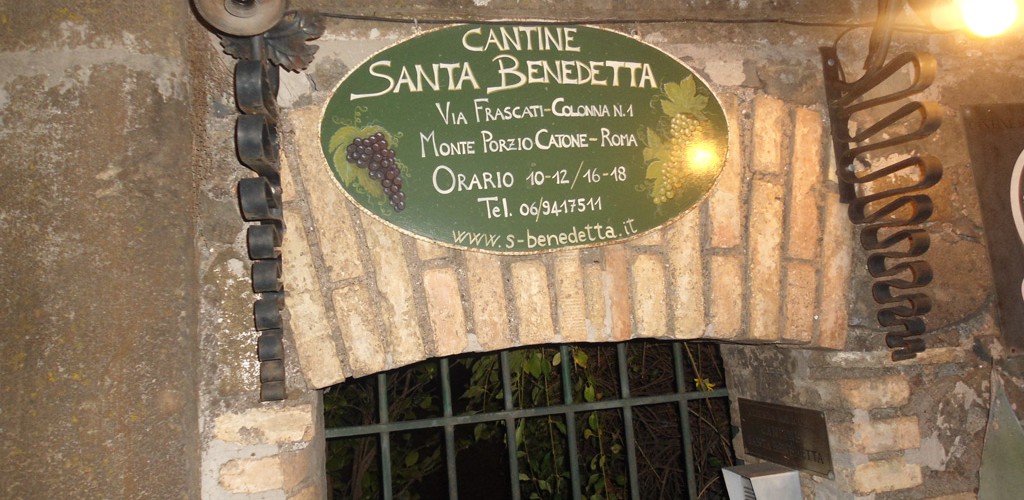 CANTINE
SANTA BENEDETTA
VIA FRASCATI-COLONNA N.1
MONTE PORZIO CATONE-ROMA
ORARIO 10-12/16-18
Tel. 06/9417511
www.s-benedetta.it